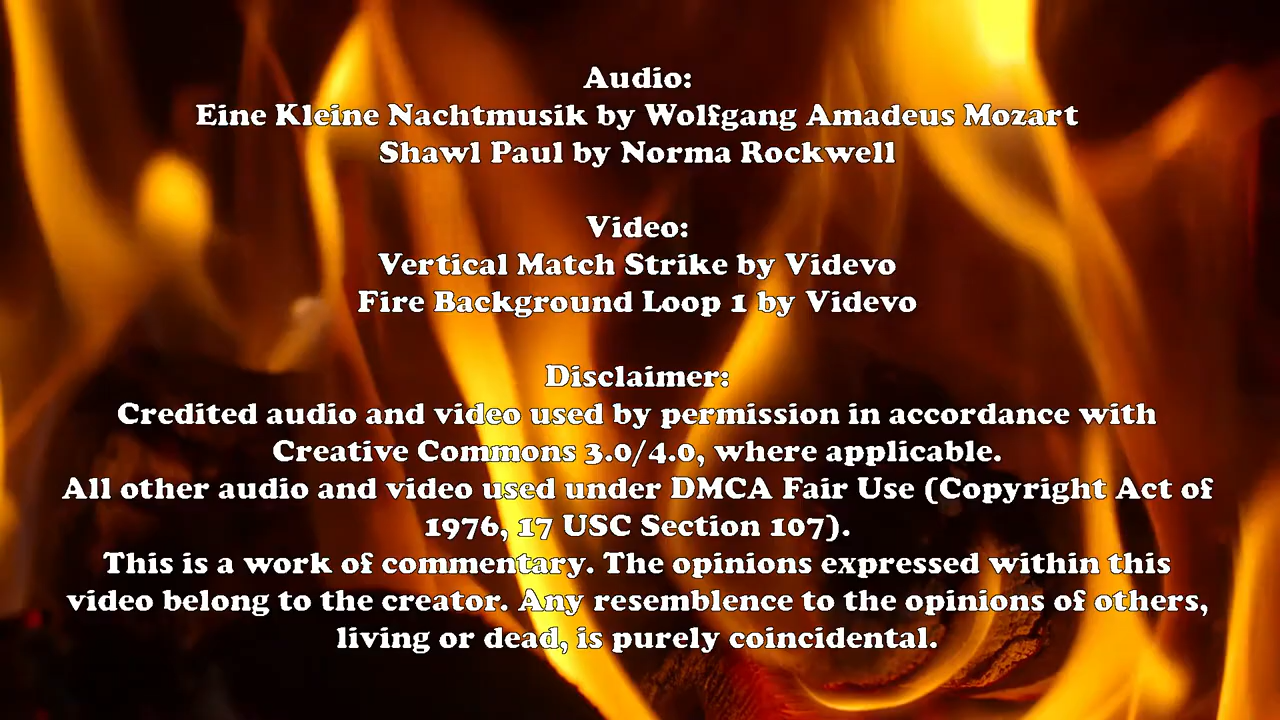 Audio:
Eine Kleine Nachtmusik by Wolfgang Amadeus Mozart
Shawl Paul by Norma Rockwell
Video:
Vertical Match Strike by Videvo
Fire Background Loop 1 by Videvo
Disclaimer:
Credited audio and video used by permission in accordance with
Creative Commons 3.0/4.0, where applicable.
All other audio and video used under DMCA Fair Use (Copyright Act of
1976, 17 USC Section 107).
This is a work of commentary. The opinions expressed within this
video belong to the creator. Any resemblence to the opinions of others,
living or dead, is purely coincidental.